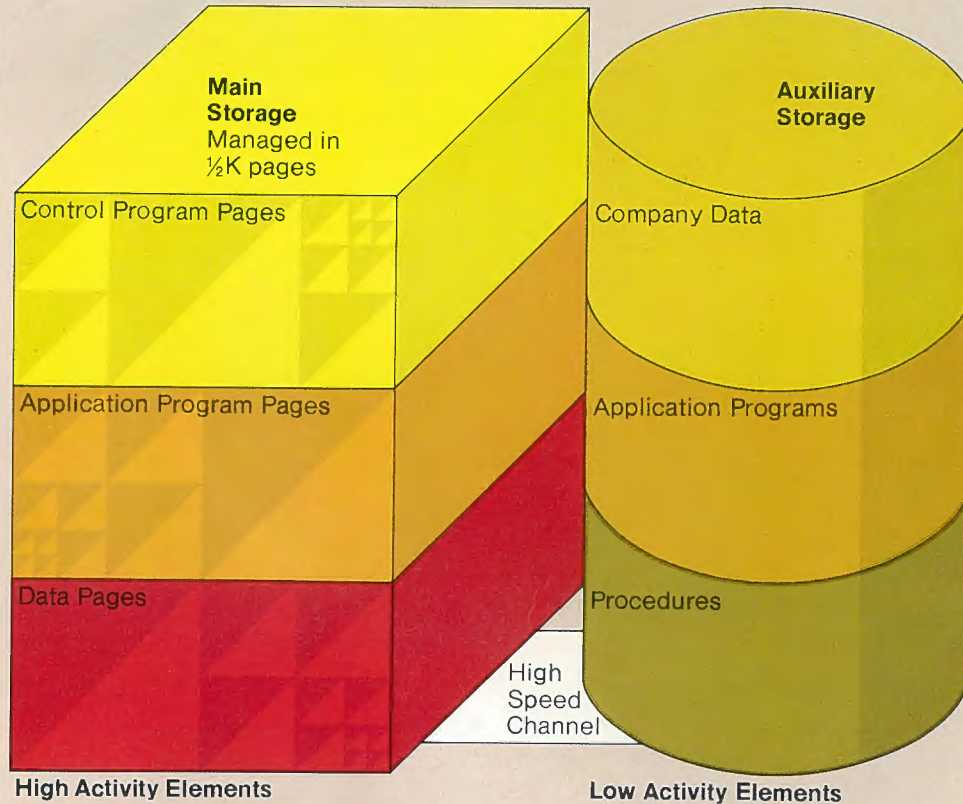 Main
Storage
Managed in
½K pages
Control Program Pages
Application Program Pages
Data Pages
High Activity Elements
High
Speed
Channel
Auxiliary
Storage
Company Data
Application Programs
Procedures
Low Activity Elements